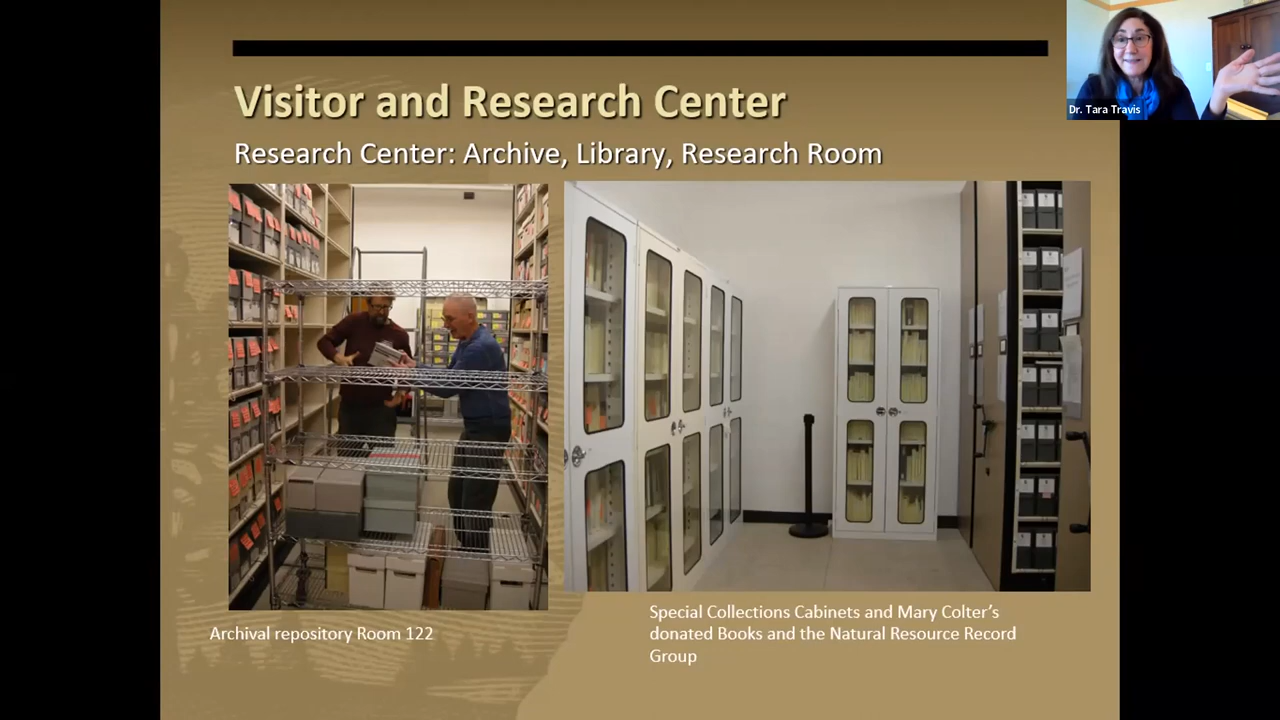 Visitor and Research Center
Research Center: Archive, Library, Research Room
Dr. Tara Travis
Archival repository Room 122
Special Collections Cabinets and Mary Colter’s
donated Books and the Natural Resource Record
Group